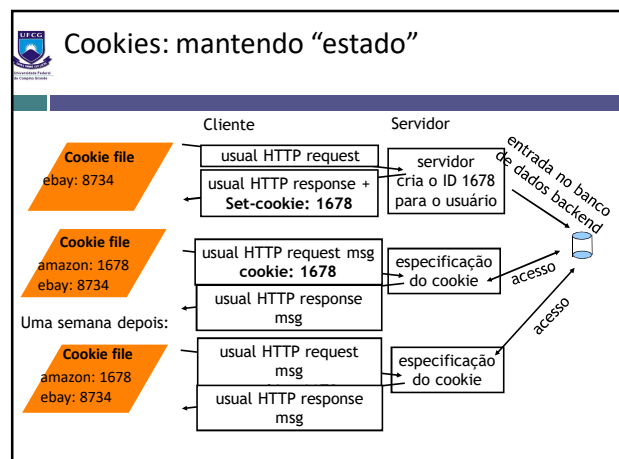 UFCG
Universidade Federal
de Campina Grande
Cookies: mantendo “estado”
Cliente
Servidor
Cookie file
ebay: 8734
usual HTTP request
usual HTTP response +
Set-cookie: 1678
servidor
cria o ID 1678
para o usuário
entrada no banco
de dados backend
Cookie file
amazon: 1678
ebay: 8734
usual HTTP request msg
cookie: 1678
usual HTTP response
msg
especificação
do cookie
acesso
acesso
Uma semana depois:
Cookie file
amazon: 1678
ebay: 8734
usual HTTP request
msg
usual HTTP response
msg
especificação
do cookie